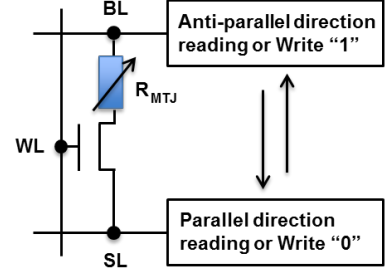 BL
Anti-parallel direction
reading or Write “1”
R MTJ
WL
Parallel direction
reading or Write “0”
SL